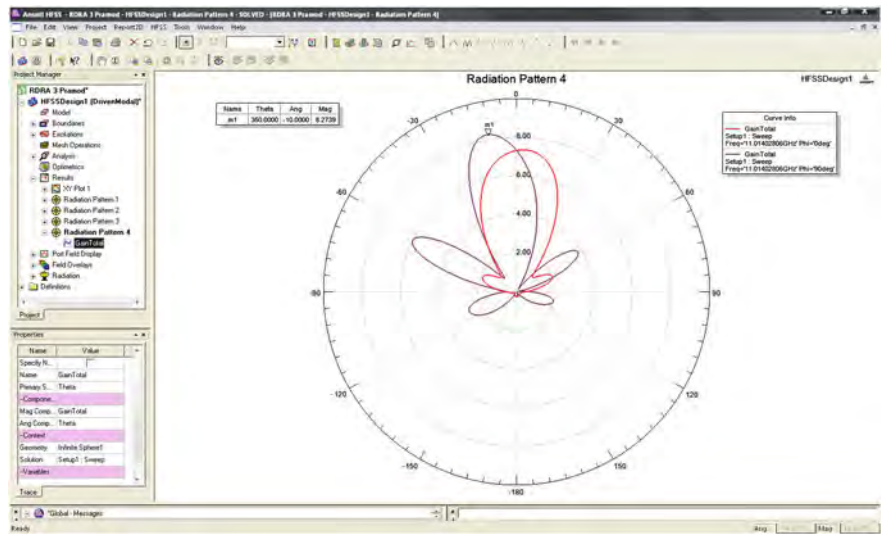 Ansoft HFSS - RDRA 3 Pramod - HFSSDesign1 - Radiation Pattern 4 - SOLVED - [RDRA 3 Pramod - HFSSDesign1 - Radiation Pattern 4]
File Edit View Project Report2D HFSS Tools Window Help
Project Manager
RDRA 3 Pramod*
HFSSDesign1 (DrivenModal)*
Model
Boundaries
Excitations
Mesh Operations
Analysis
Optimetrics
Results
XY Plot 1
Radiation Pattern 1
Radiation Pattern 2
Radiation Pattern 3
Radiation Pattern 4
GainTotal
Port Field Display
Field Overlays
Radiation
Definitions
Project
Properties
Name Value
Specify N...
Name GainTotal
Primary S... Theta
-Compone...
Mag Comp... GainTotal
Ang Comp... Theta
-Context
Geometry Infinite Sphere1
Solution Setup1 : Sweep
-Variables
Trace
Radiation Pattern 4
HFSSDesign1
Name Theta Ang Mag
m1 350.0000 -10.0000 8.2739
Curve Info
GainTotal
Setup1 : Sweep
Freq='11.01402806GHz' Phi='0deg'
GainTotal
Setup1 : Sweep
Freq='11.01402806GHz' Phi='90deg'
0
-30
30
m1
8.00
-60
6.00
60
4.00
2.00
-90
90
-120
120
-150
150
-180
*Global - Messages
Ready
Ang
Mag